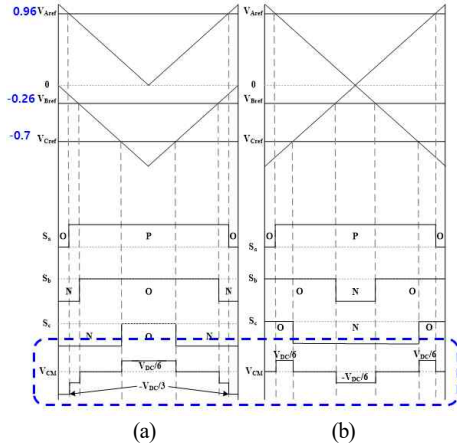 0.96 V_Aref V_Aref
0 0
-0.26 V_Bref V_Bref
-0.7 V_Cref V_Cref
S_a O P O S_a O P O
S_b N O N S_b O N O
S_c N O N S_c O N O
V_CM V_DC/6 -V_DC/3 V_CM V_DC/6 -V_DC/6 V_DC/6
(a) (b)